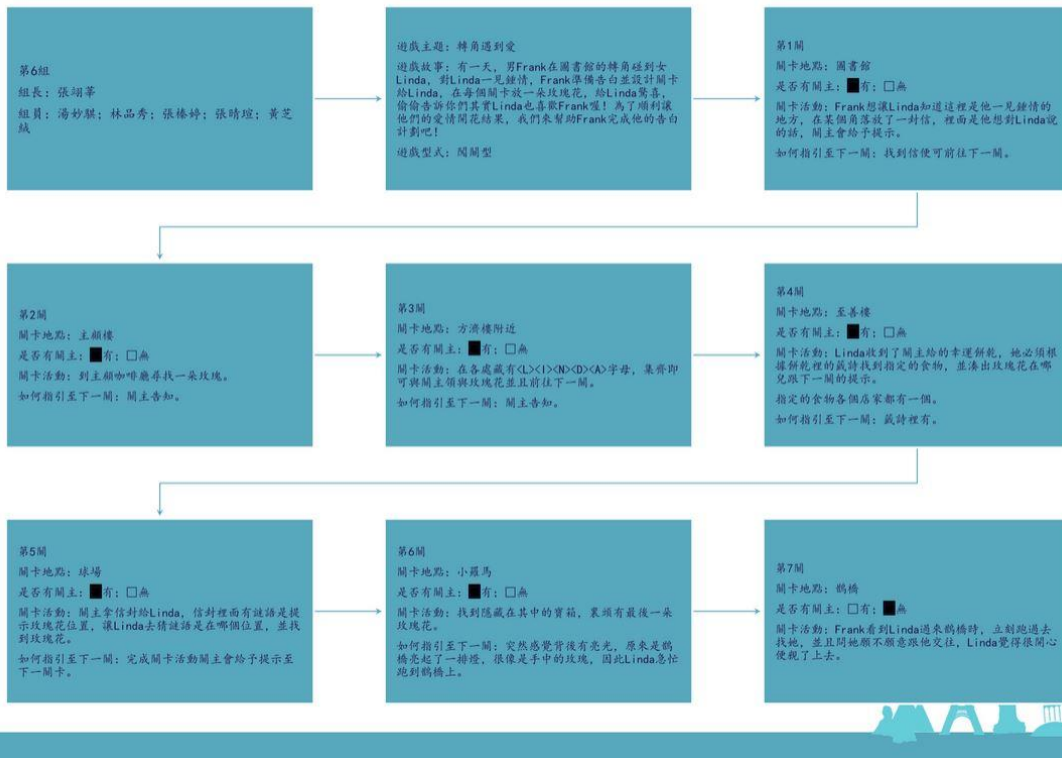 第6組
組長：張翊葦
組員：湯妙騏；林品秀；張榛婷；張晴瑄；黃芝
絨
遊戲主題：轉角遇到愛
遊戲故事：有一天，男Frank在圖書館的轉角碰到女
Linda，對Linda一見鍾情，Frank準備告白並設計關卡
給Linda，在每個關卡放一朵玫瑰花，給Linda驚喜，
偷偷告訴你們其實Linda也喜歡Frank喔！為了順利讓
他們的愛情開花結果，我們來幫助Frank完成他的告白
計劃吧！
遊戲型式：闖關型
第1關
關卡地點：圖書館
是否有關主：■有；□無
關卡活動：Frank想讓Linda知道這裡是他一見鍾情的
地方，在某個角落放了一封信，裡面是他想對Linda說
的話，關主會給予提示。
如何指引至下一關：找到信便可前往下一關。
第2關
關卡地點：主顧樓
是否有關主：■有；□無
關卡活動：到主顧咖啡廳尋找一朵玫瑰。
如何指引至下一關：關主告知。
第3關
關卡地點：方濟樓附近
是否有關主：■有；□無
關卡活動：在各處藏有<L><I><N><D><A>字母，集齊即
可與關主領與玫瑰花並且前往下一關。
如何指引至下一關：關主告知。
第4關
關卡地點：至善樓
是否有關主：■有；□無
關卡活動：Linda收到了關主給的幸運餅乾，她必須根
據餅乾裡的籤詩找到指定的食物，並湊出玫瑰花在哪
兒跟下一關的提示。
指定的食物各個店家都有一個。
如何指引至下一關：籤詩裡有。
第5關
關卡地點：球場
是否有關主：■有；□無
關卡活動：關主拿信封給Linda，信封裡面有謎語是提
示玫瑰花位置，讓Linda去猜謎語是在哪個位置，並找
到玫瑰花。
如何指引至下一關：完成關卡活動關主會給予提示至
下一關卡。
第6關
關卡地點：小羅馬
是否有關主：■有；□無
關卡活動：找到隱藏在其中的寶箱，裏頭有最後一朵
玫瑰花。
如何指引至下一關：突然感覺背後有亮光，原來是鵲
橋亮起了一排燈，很像是手中的玫瑰，因此Linda急忙
跑到鵲橋上。
第7關
關卡地點：鵲橋
是否有關主：□有；■無
關卡活動：Frank看到Linda過來鵲橋時，立刻跑過去
找她，並且問她願不願意跟他交往，Linda覺得很開心
便親了上去。